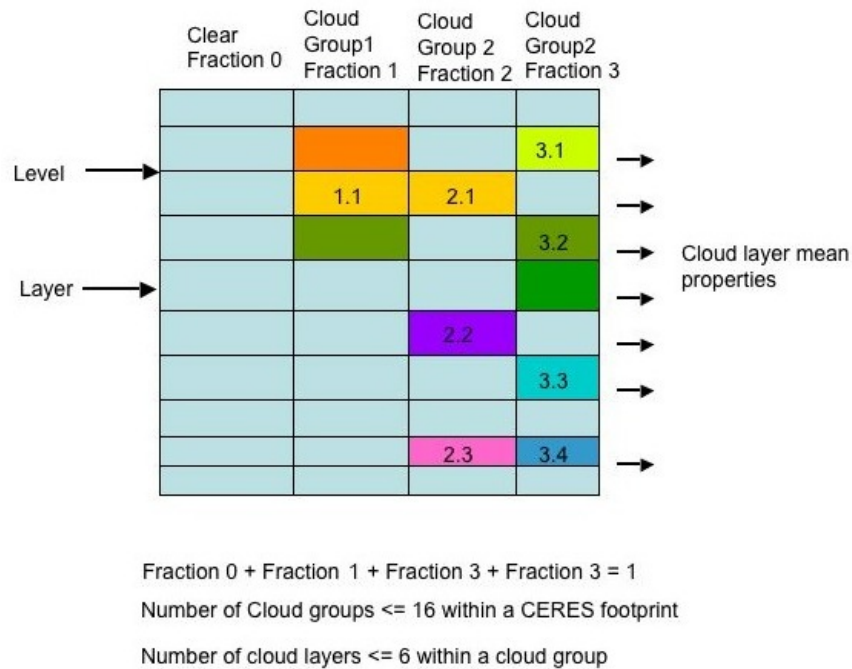 Clear
Fraction 0
Cloud
Group1
Fraction 1
Cloud
Group 2
Fraction 2
Cloud
Group2
Fraction 3
3.1
Level
1.1
2.1
3.2
Cloud layer mean
properties
Layer
2.2
3.3
2.3
3.4
Fraction 0 + Fraction 1 + Fraction 3 + Fraction 3 = 1
Number of Cloud groups <= 16 within a CERES footprint
Number of cloud layers <= 6 within a cloud group